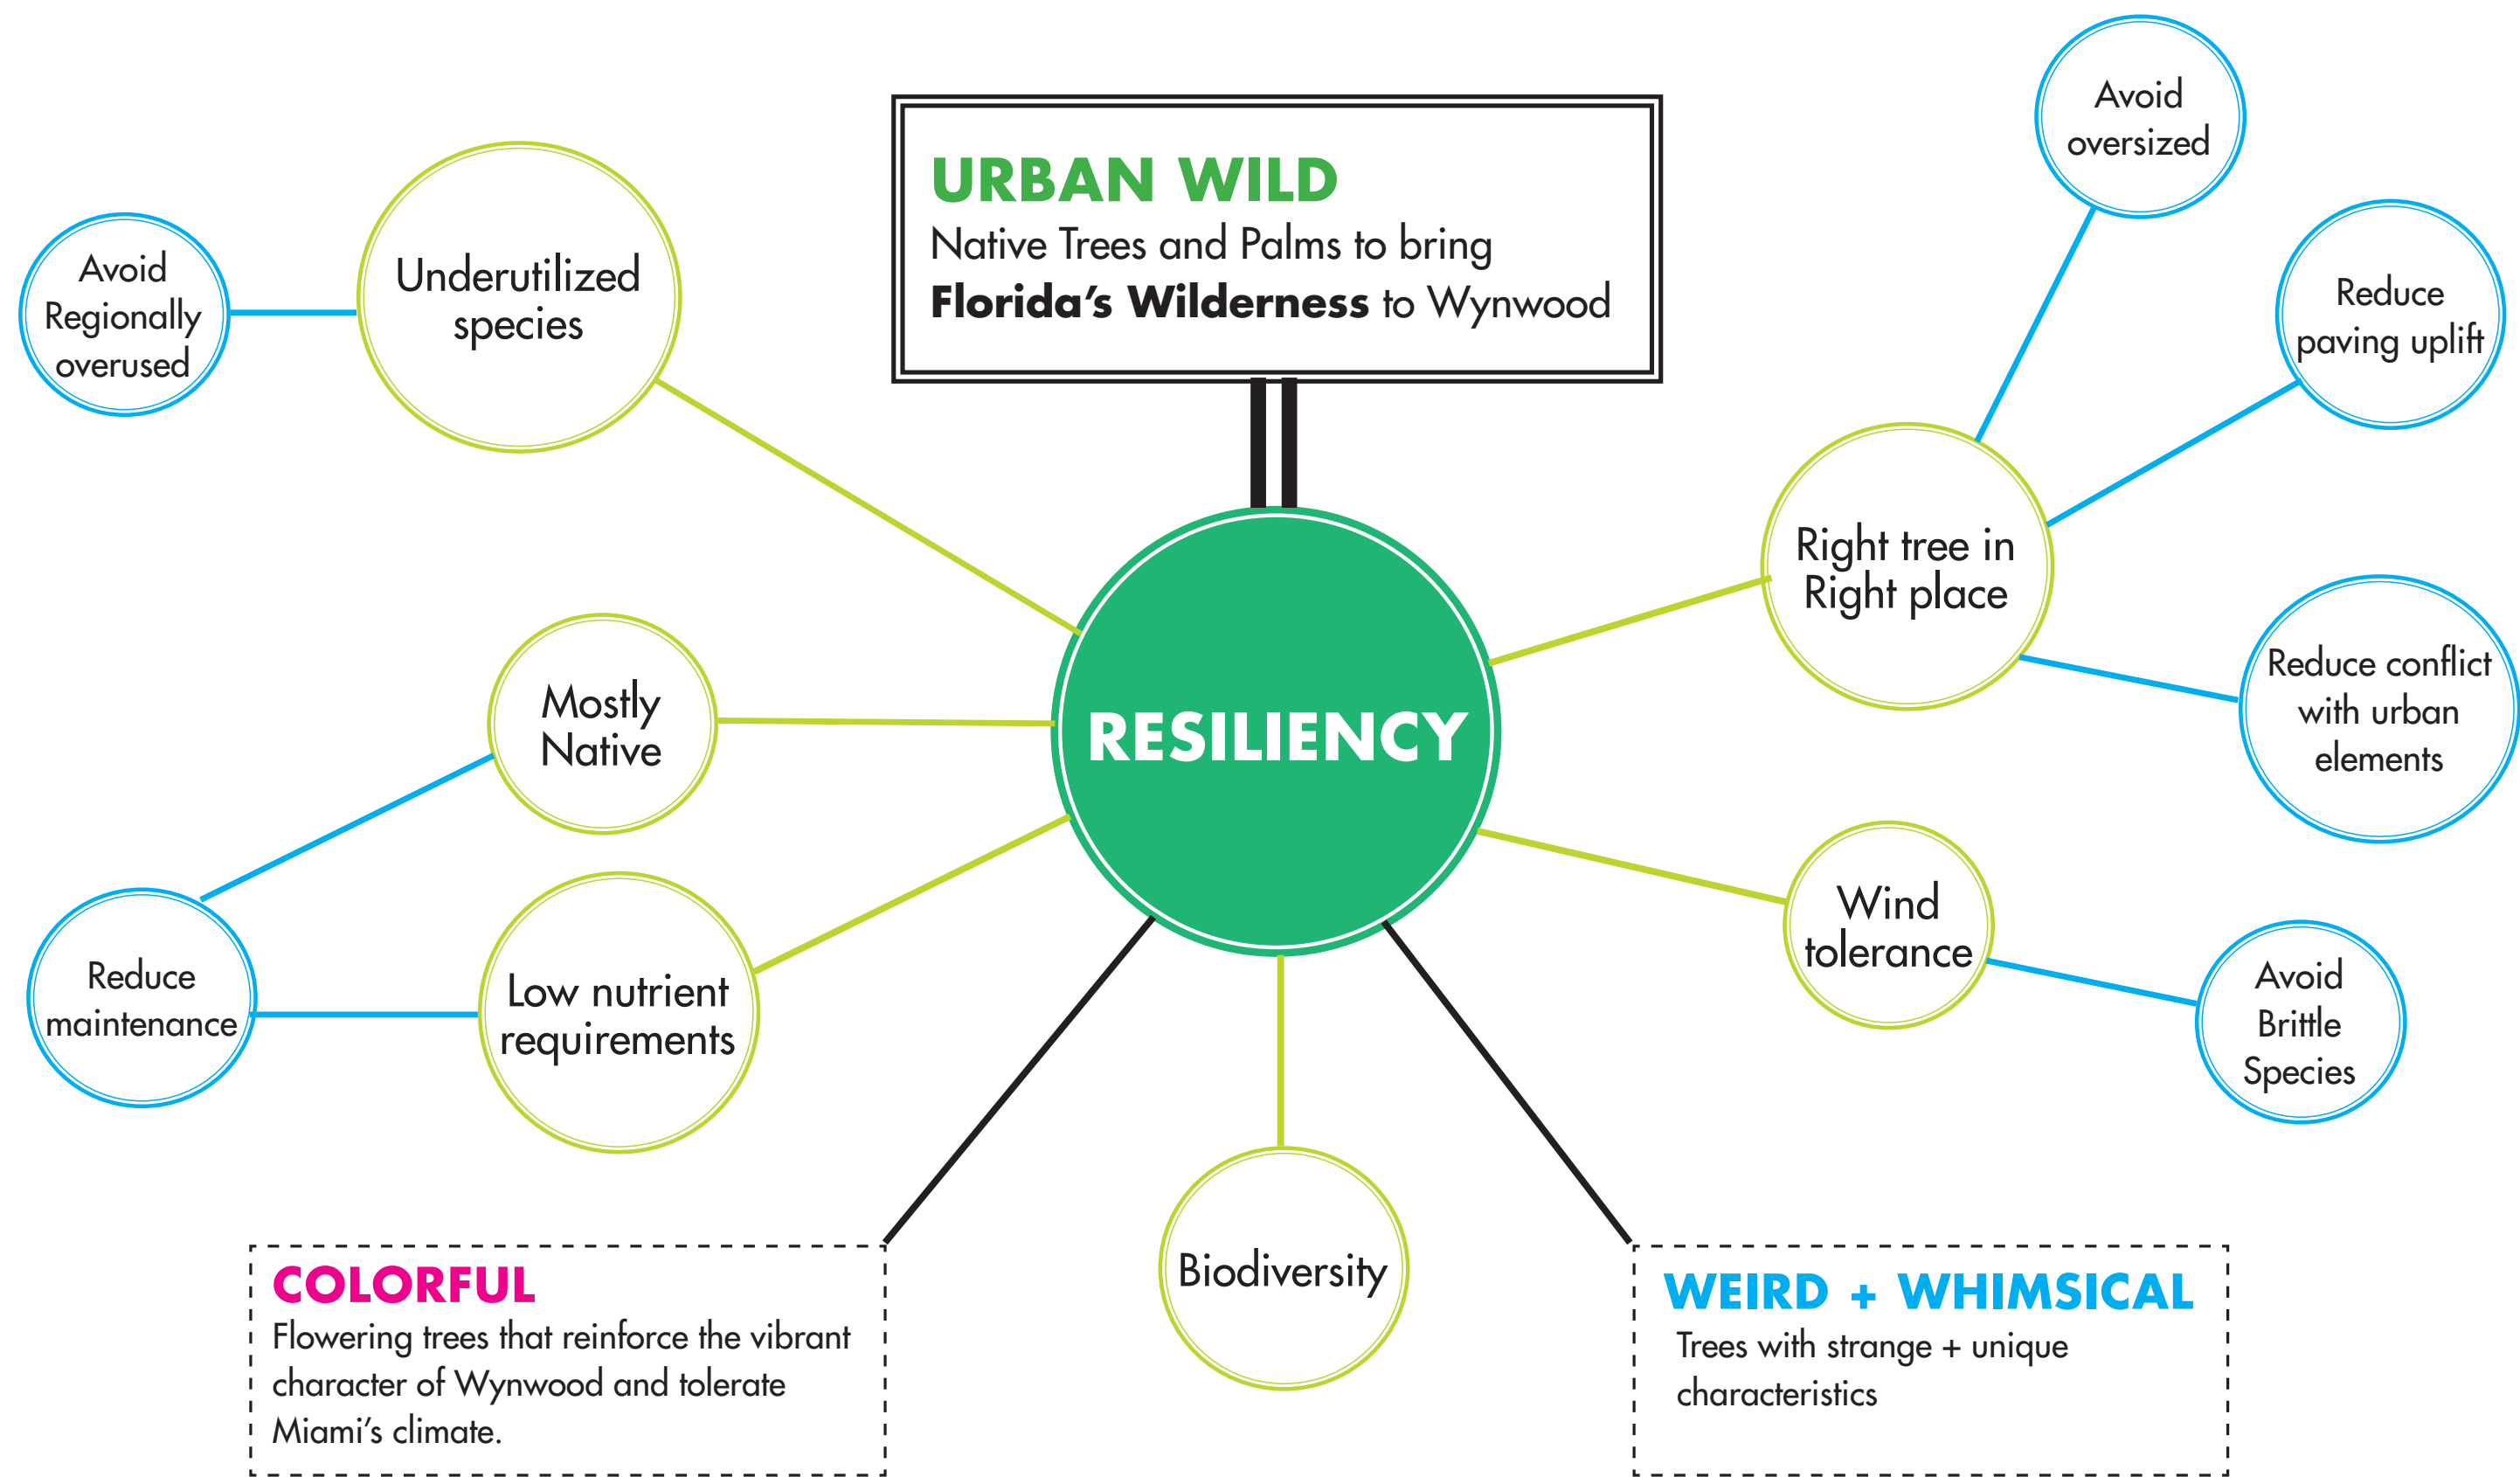 URBAN WILD
Native Trees and Palms to bring
Florida’s Wilderness to Wynwood
Avoid
Regionally
overused
Underutilized
species
Mostly
Native
Reduce
maintenance
Low nutrient
requirements
RESILIENCY
Avoid
oversized
Reduce
paving uplift
Right tree in
Right place
Reduce conflict
with urban
elements
Wind
tolerance
Avoid
Brittle
Species
COLORFUL
Flowering trees that reinforce the vibrant
character of Wynwood and tolerate
Miami’s climate.
Biodiversity
WEIRD + WHIMSICAL
Trees with strange + unique
characteristics